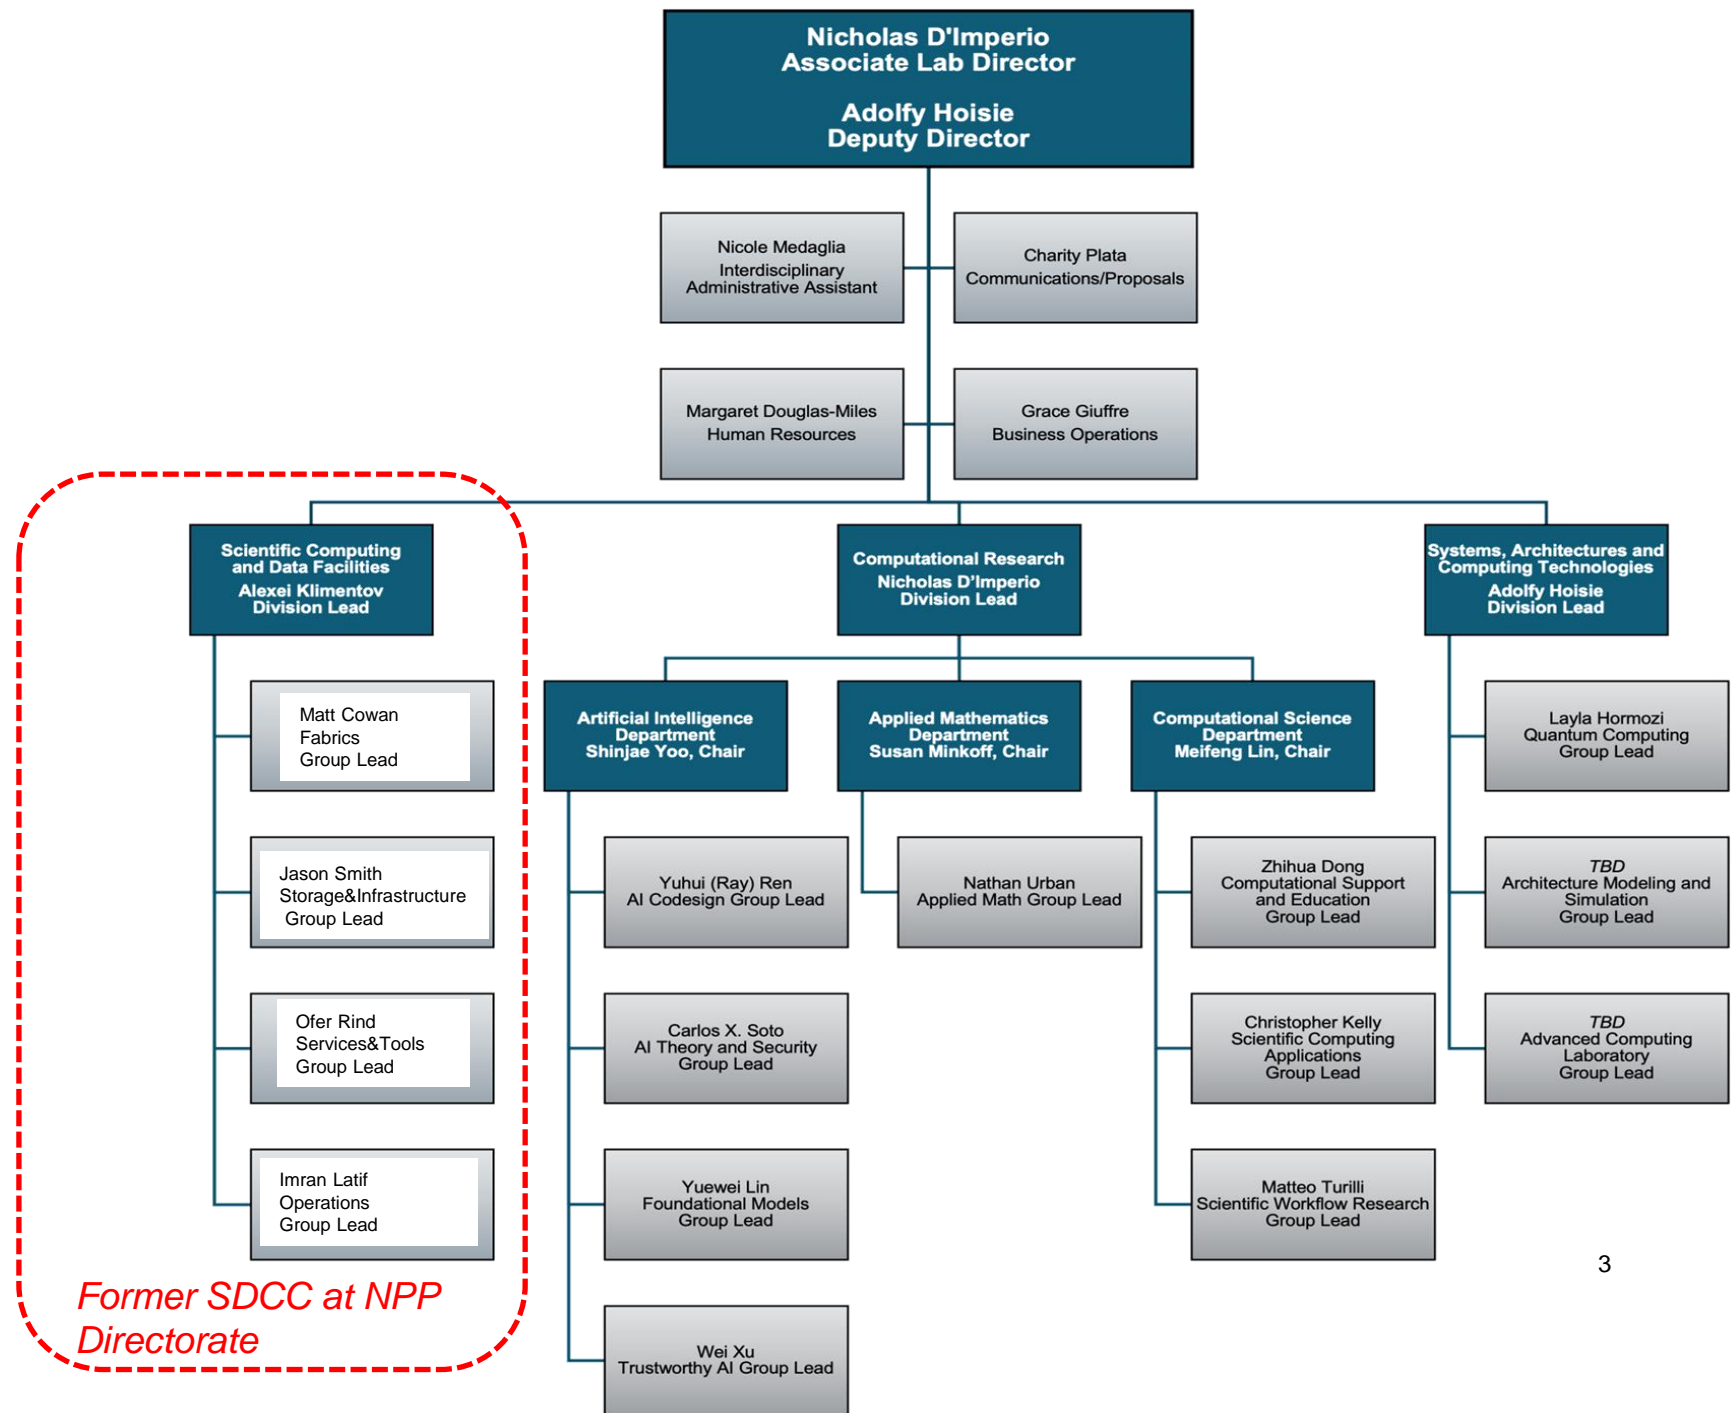 Nicholas D'Imperio
Associate Lab Director
Adolfy Hoisie
Deputy Director
Nicole Medaglia
Interdisciplinary
Administrative Assistant
Charity Plata
Communications/Proposals
Margaret Douglas-Miles
Human Resources
Grace Giuffre
Business Operations
Scientific Computing
and Data Facilities
Alexei Klimentov
Division Lead
Matt Cowan
Fabrics
Group Lead
Jason Smith
Storage&Infrastructure
Group Lead
Ofer Rind
Services&Tools
Group Lead
Imran Latif
Operations
Group Lead
Former SDCC at NPP
Directorate
Computational Research
Nicholas D’Imperio
Division Lead
Artificial Intelligence
Department
Shinjae Yoo, Chair
Yuhui (Ray) Ren
AI Codesign Group Lead
Carlos X. Soto
AI Theory and Security
Group Lead
Yuewei Lin
Foundational Models
Group Lead
Wei Xu
Trustworthy AI Group Lead
Applied Mathematics
Department
Susan Minkoff, Chair
Nathan Urban
Applied Math Group Lead
Computational Science
Department
Meifeng Lin, Chair
Zhihua Dong
Computational Support
and Education
Group Lead
Christopher Kelly
Scientific Computing
Applications
Group Lead
Matteo Turilli
Scientific Workflow Research
Group Lead
Systems, Architectures and
Computing Technologies
Adolfy Hoisie
Division Lead
Layla Hormozi
Quantum Computing
Group Lead
TBD
Architecture Modeling and
Simulation
Group Lead
TBD
Advanced Computing
Laboratory
Group Lead
3